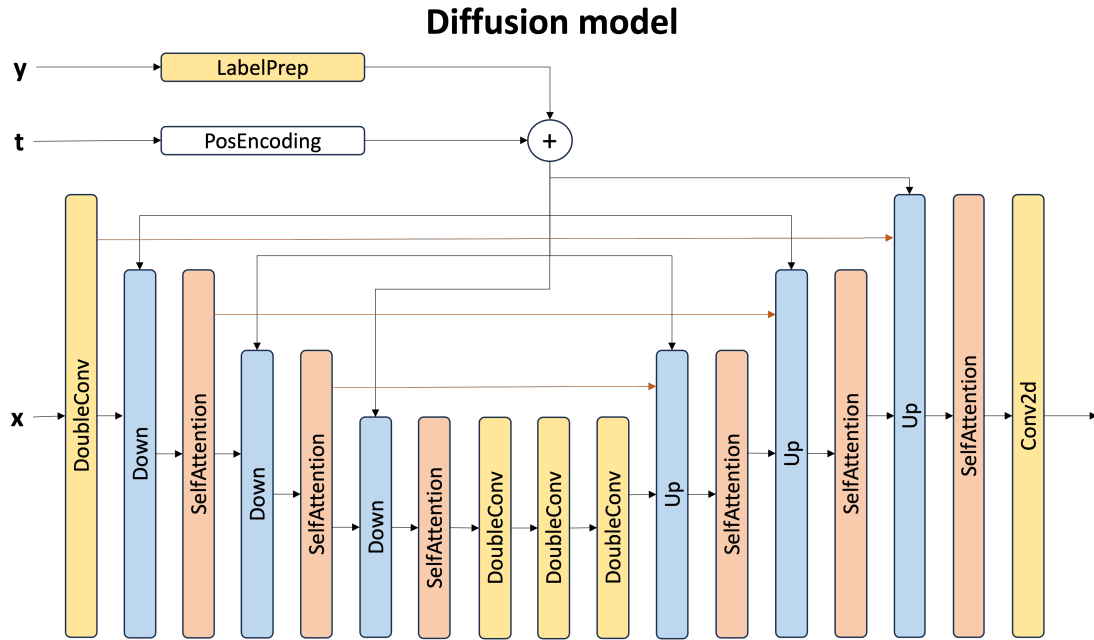 Diffusion model
y
LabelPrep
t
PosEncoding
+
x
DoubleConv
Down
SelfAttention
Down
SelfAttention
Down
SelfAttention
DoubleConv
DoubleConv
DoubleConv
Up
SelfAttention
Up
SelfAttention
Up
SelfAttention
Conv2d